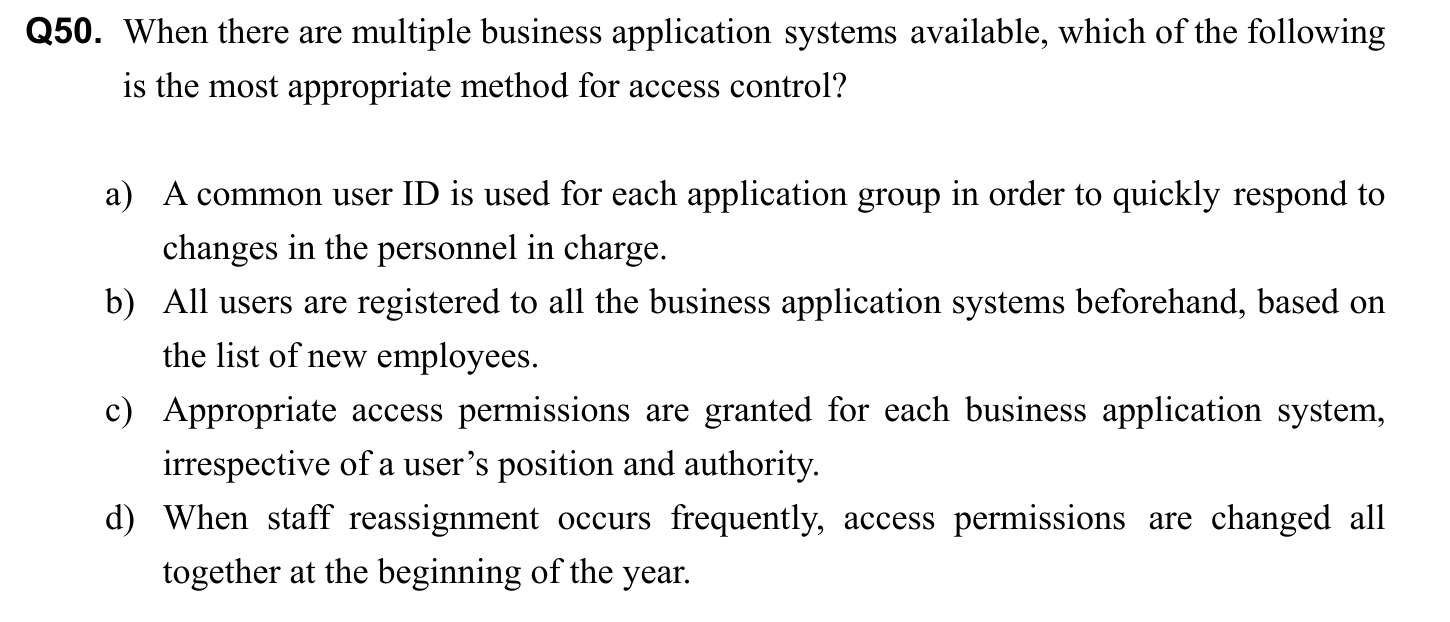 Q50. When there are multiple business application systems available, which of the following
is the most appropriate method for access control?
a) A common user ID is used for each application group in order to quickly respond to
changes in the personnel in charge.
b) All users are registered to all the business application systems beforehand, based on
the list of new employees.
c) Appropriate access permissions are granted for each business application system,
irrespective of a user’s position and authority.
d) When staff reassignment occurs frequently, access permissions are changed all
together at the beginning of the year.